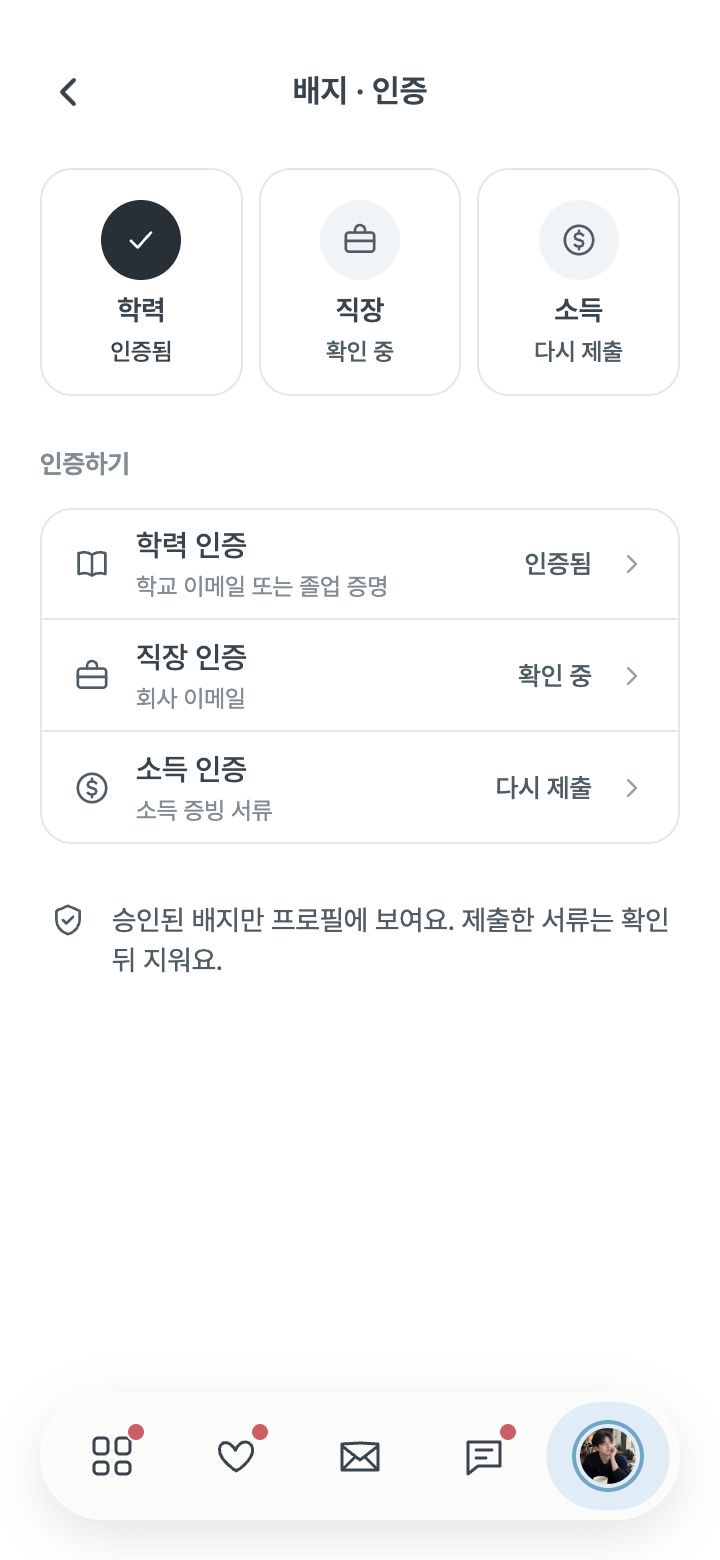 배지 · 인증
학력
인증됨
직장
확인 중
소득
다시 제출
인증하기
학력 인증
학교 이메일 또는 졸업 증명
인증됨
직장 인증
회사 이메일
확인 중
소득 인증
소득 증빙 서류
다시 제출
승인된 배지만 프로필에 보여요. 제출한 서류는 확인
뒤 지워요.